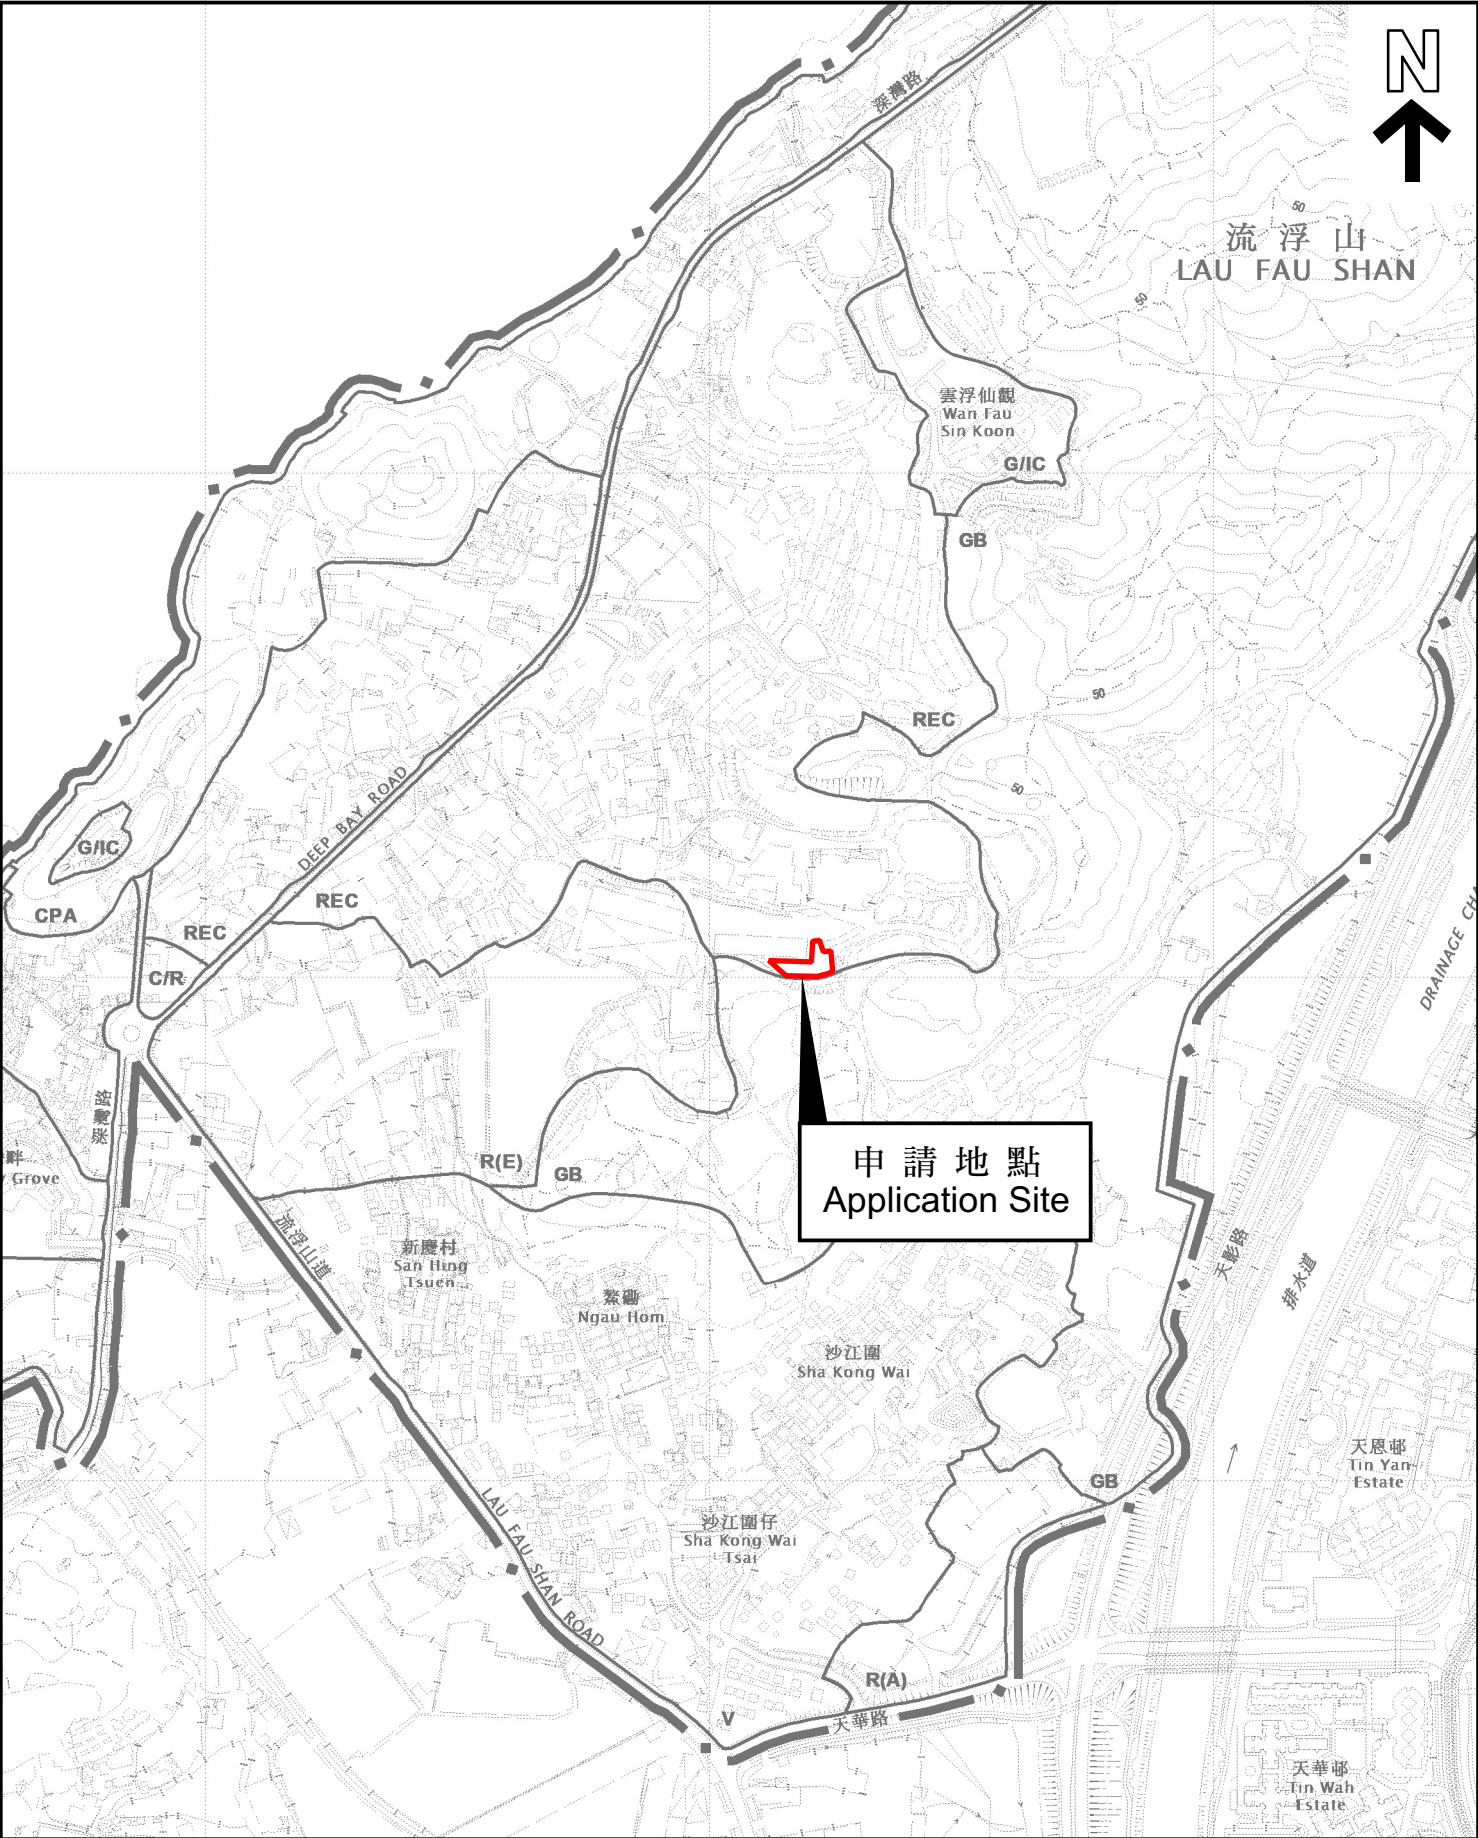 N
深灣路
50
流浮山
LAU FAU SHAN
50
雲浮仙觀
Wan Fau
Sin Koon
G/IC
GB
50
REC
50
DEEP BAY ROAD
G/IC
REC
CPA
REC
C/R
DRAINAGE CHA
深灣路
畔
Grove
申請地點
Application Site
R(E)
GB
流浮山道
新慶村
San Hing
Tsuen
天影路
排水道
鰲磡
Ngau Hom
沙江圍
Sha Kong Wai
天恩邨
Tin Yan
Estate
GB
LAU FAU SHAN ROAD
沙江圍仔
Sha Kong Wai
Tsai
R(A)
V
天華路
天華邨
Tin Wah
Estate